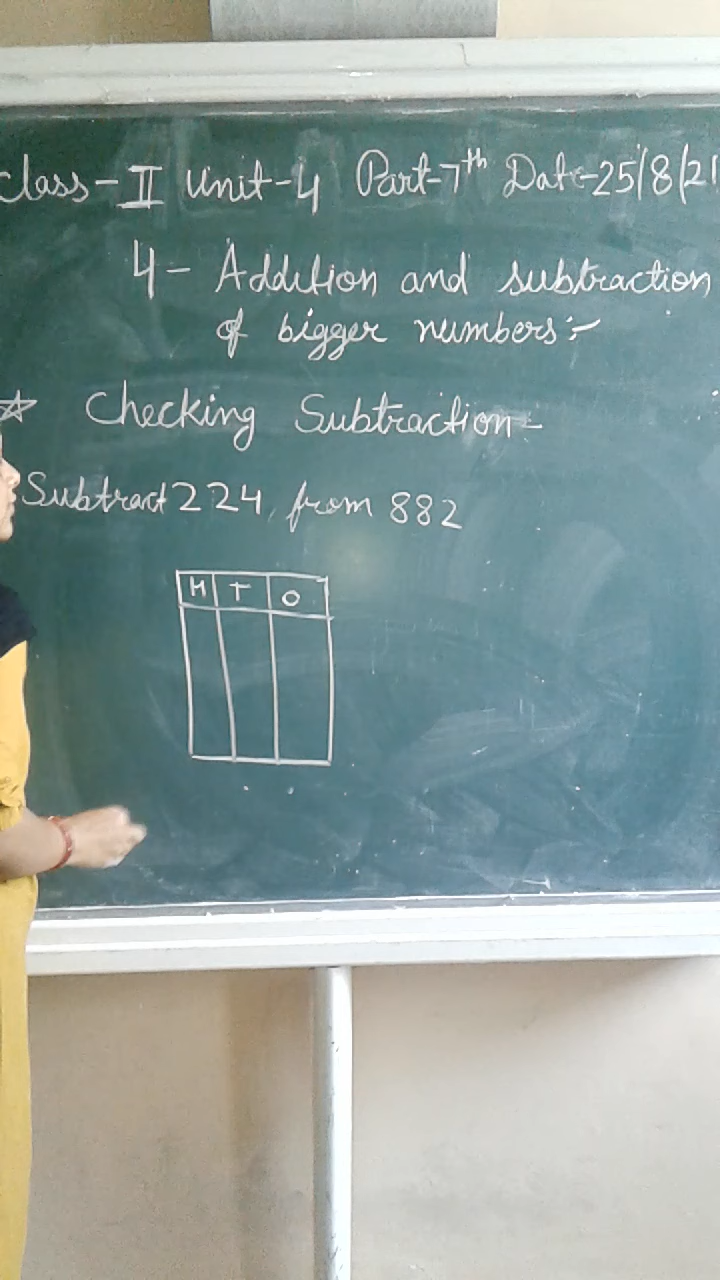 Class-II Unit-4 Part-7th Date-25/8/21
4- Addition and subtraction
of bigger numbers:-
☆ Checking Subtraction-
Subtract 224, from 882
H T O